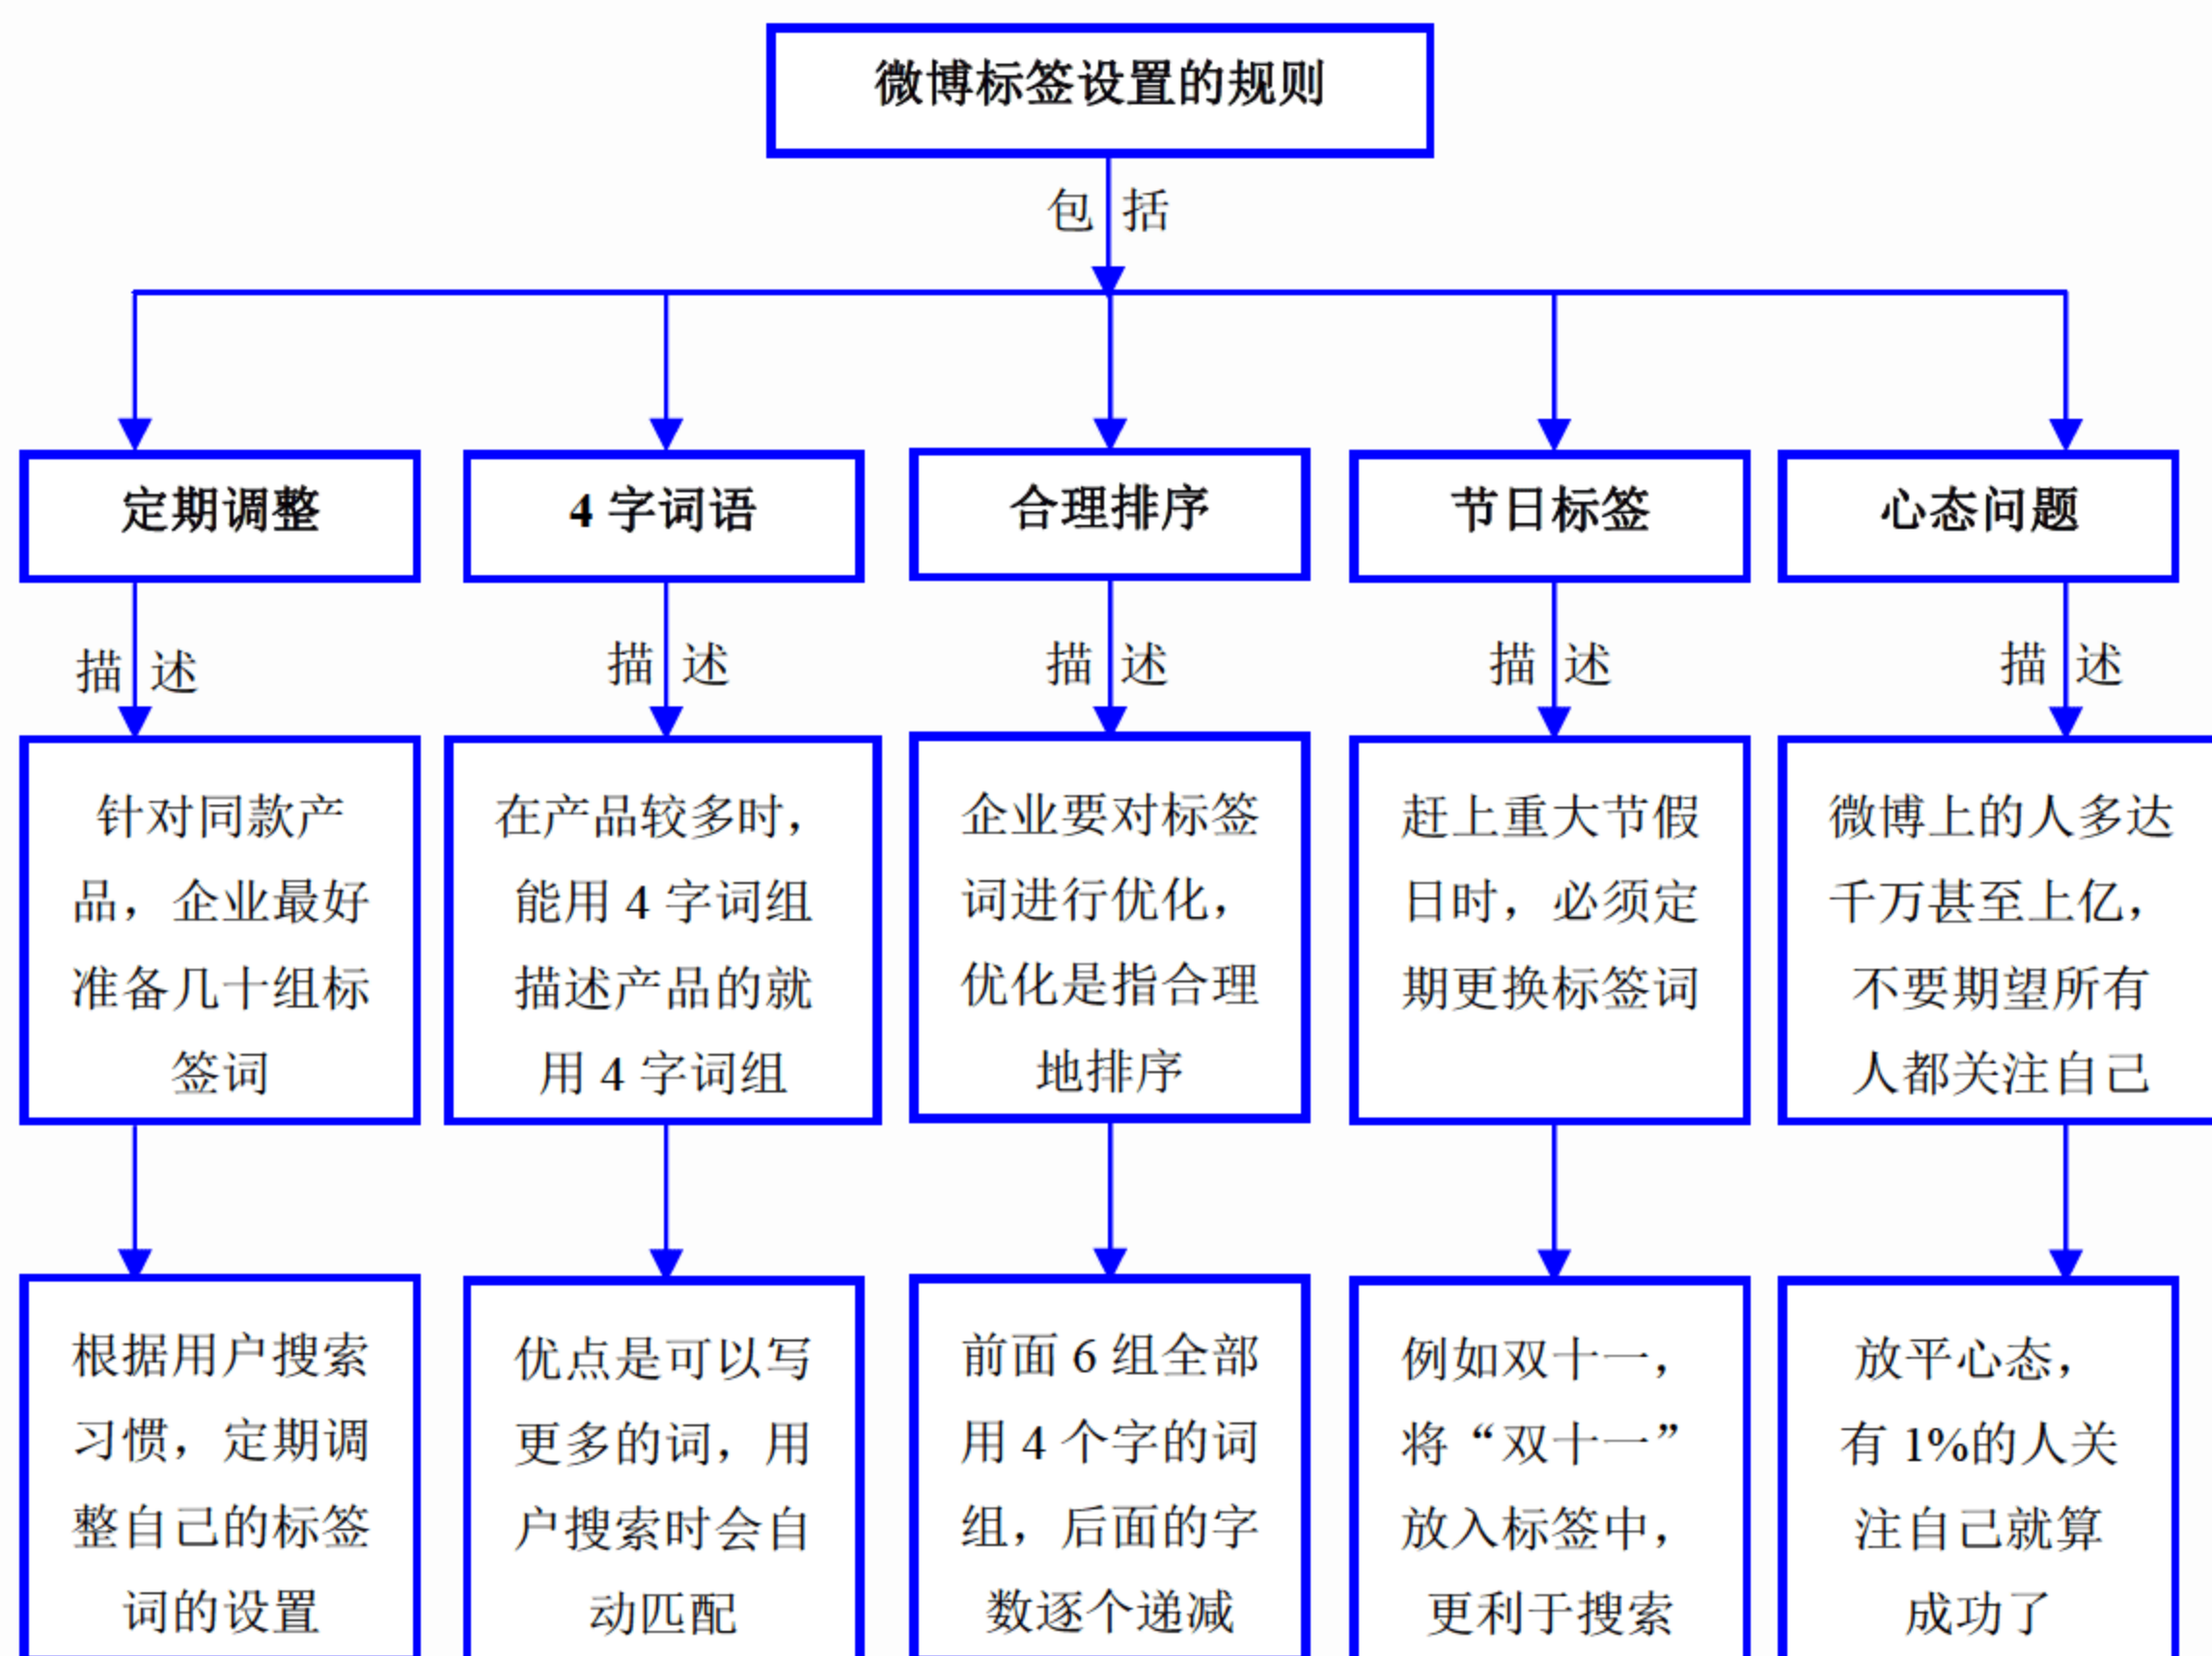 微博标签设置的规则
包括
定期调整
4 字词语
合理排序
节日标签
心态问题
描述
描述
描述
描述
描述
针对同款产
品，企业最好
准备几十组标
签词
在产品较多时，
能用 4 字词组
描述产品的就
用 4 字词组
企业要对标签
词进行优化，
优化是指合理
地排序
赶上重大节假
日时，必须定
期更换标签词
微博上的人多达
千万甚至上亿，
不要期望所有
人都关注自己
根据用户搜索
习惯，定期调
整自己的标签
词的设置
优点是可以写
更多的词，用
户搜索时会自
动匹配
前面 6 组全部
用 4 个字的词
组，后面的字
数逐个递减
例如双十一，
将“双十一”
放入标签中，
更利于搜索
放平心态，
有 1%的人关
注自己就算
成功了